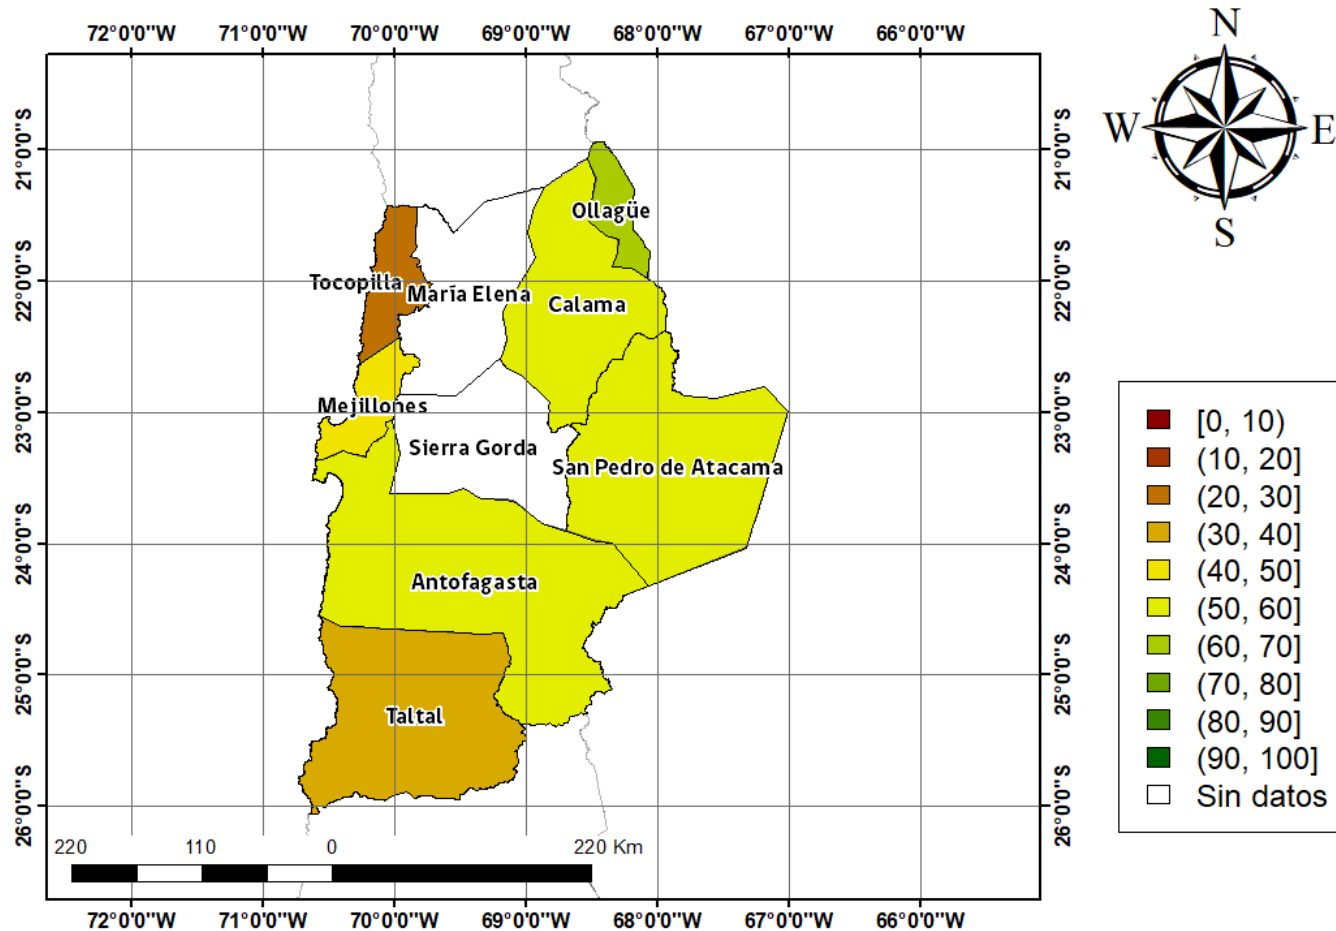 72°0'0"W 71°0'0"W 70°0'0"W 69°0'0"W 68°0'0"W 67°0'0"W 66°0'0"W
N
W E
S
21°0'0"S 21°0'0"S
Ollagüe
Tocopilla
María Elena
Calama
22°0'0"S 22°0'0"S
Mejillones
23°0'0"S 23°0'0"S
Sierra Gorda
San Pedro de Atacama
24°0'0"S 24°0'0"S
Antofagasta
25°0'0"S 25°0'0"S
Taltal
26°0'0"S 26°0'0"S
220 110 0 220 Km
72°0'0"W 71°0'0"W 70°0'0"W 69°0'0"W 68°0'0"W 67°0'0"W 66°0'0"W
[0, 10)
(10, 20]
(20, 30]
(30, 40]
(40, 50]
(50, 60]
(60, 70]
(70, 80]
(80, 90]
(90, 100]
Sin datos